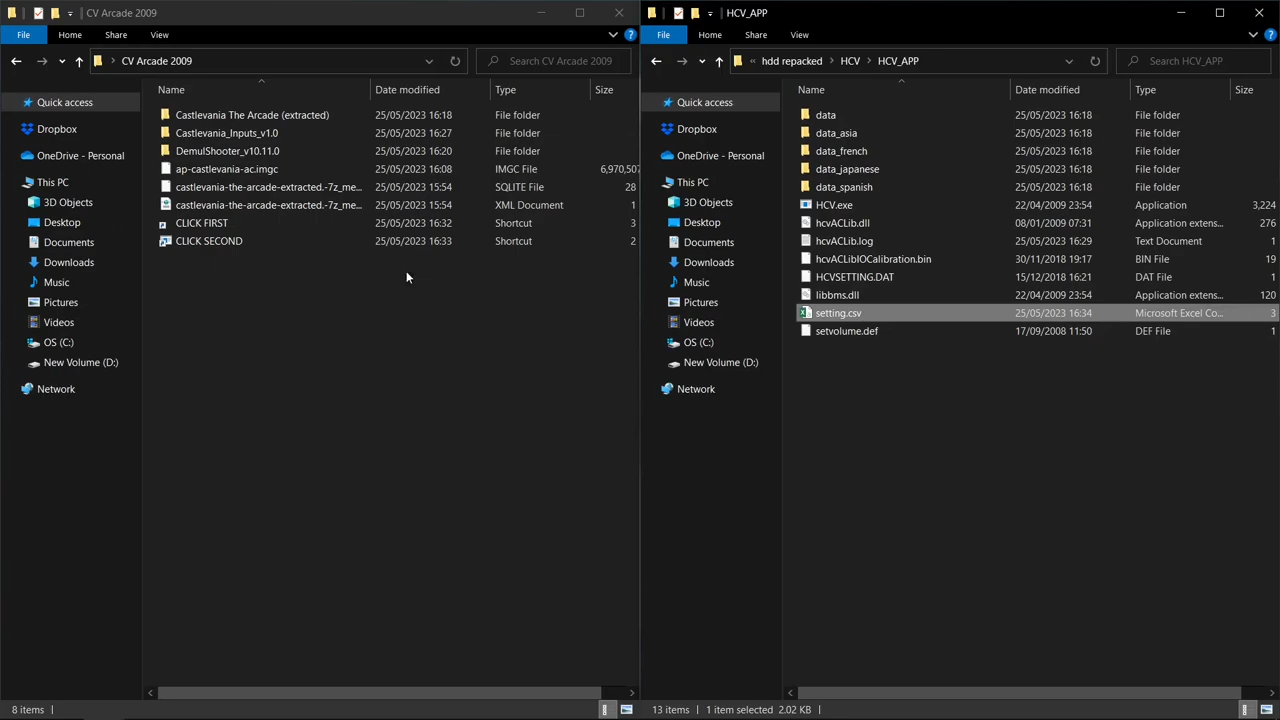 CV Arcade 2009
File Home Share View
CV Arcade 2009
Search CV Arcade 2009
Name Date modified Type Size
Quick access
Dropbox
OneDrive - Personal
This PC
3D Objects
Desktop
Documents
Downloads
Music
Pictures
Videos
OS (C:)
New Volume (D:)
Network
Castlevania The Arcade (extracted) 25/05/2023 16:18 File folder
Castlevania_Inputs_v1.0 25/05/2023 16:27 File folder
DemulShooter_v10.11.0 25/05/2023 16:20 File folder
ap-castlevania-ac.imgc 25/05/2023 16:08 IMGC File 6,970,507
castlevania-the-arcade-extracted.-7z_me... 25/05/2023 15:54 SQLITE File 28
castlevania-the-arcade-extracted.-7z_me... 25/05/2023 15:54 XML Document 1
CLICK FIRST 25/05/2023 16:32 Shortcut 3
CLICK SECOND 25/05/2023 16:33 Shortcut 2
8 items
HCV_APP
File Home Share View
« hdd repacked HCV HCV_APP
Search HCV_APP
Name Date modified Type Size
Quick access
Dropbox
OneDrive - Personal
This PC
3D Objects
Desktop
Documents
Downloads
Music
Pictures
Videos
OS (C:)
New Volume (D:)
Network
data 25/05/2023 16:18 File folder
data_asia 25/05/2023 16:18 File folder
data_french 25/05/2023 16:18 File folder
data_japanese 25/05/2023 16:18 File folder
data_spanish 25/05/2023 16:18 File folder
HCV.exe 22/04/2009 23:54 Application 3,224
hcvACLib.dll 08/01/2009 07:31 Application extens... 276
hcvACLib.log 25/05/2023 16:29 Text Document 1
hcvACLibIOCalibration.bin 30/11/2018 19:21 BIN File 19
HCVSETTING.DAT 15/12/2018 16:21 DAT File 1
libbms.dll 22/04/2009 23:54 Application extens... 120
setting.csv 25/05/2023 16:34 Microsoft Excel Co... 3
setvolume.def 17/09/2008 11:50 DEF File 1
13 items 1 item selected 2.02 KB